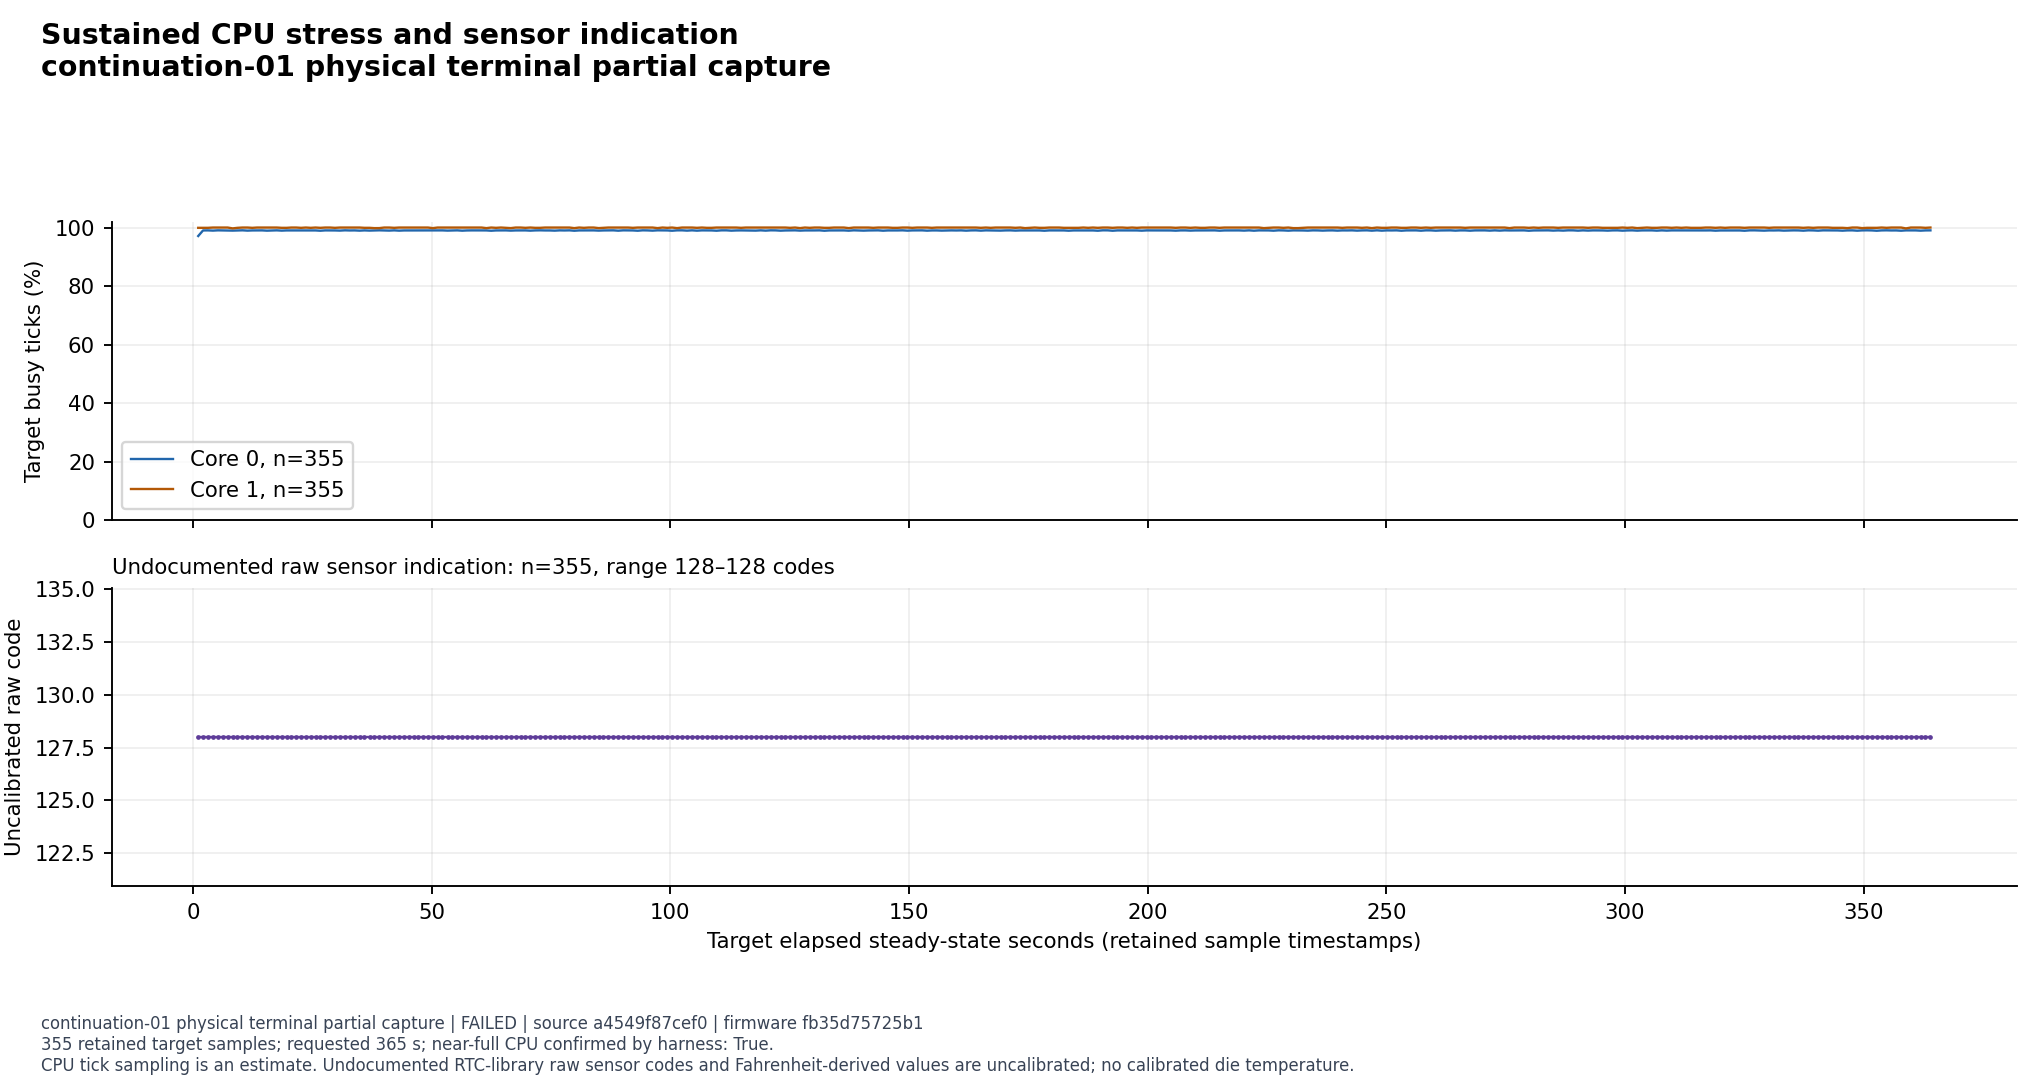 Sustained CPU stress and sensor indication
continuation-01 physical terminal partial capture
Target busy ticks (%)
100
80
60
40
20
0
Core 0, n=355
Core 1, n=355
Undocumented raw sensor indication: n=355, range 128–128 codes
Uncalibrated raw code
135.0
132.5
130.0
127.5
125.0
122.5
0 50 100 150 200 250 300 350
Target elapsed steady-state seconds (retained sample timestamps)
continuation-01 physical terminal partial capture | FAILED | source a4549f87cef0 | firmware fb35d75725b1
355 retained target samples; requested 365 s; near-full CPU confirmed by harness: True.
CPU tick sampling is an estimate. Undocumented RTC-library raw sensor codes and Fahrenheit-derived values are uncalibrated; no calibrated die temperature.